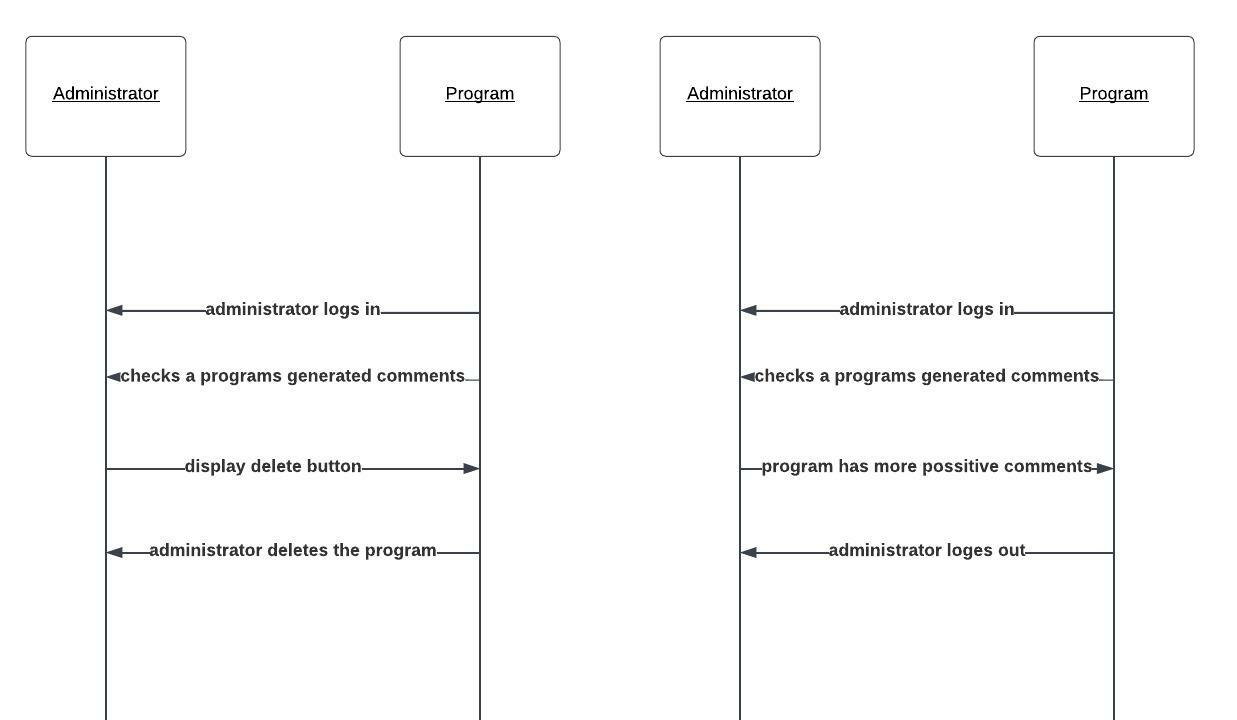 Administrator
Program
administrator logs in
checks a programs generated comments
display delete button
administrator deletes the program
Administrator
Program
administrator logs in
checks a programs generated comments
program has more possitive comments
administrator loges out